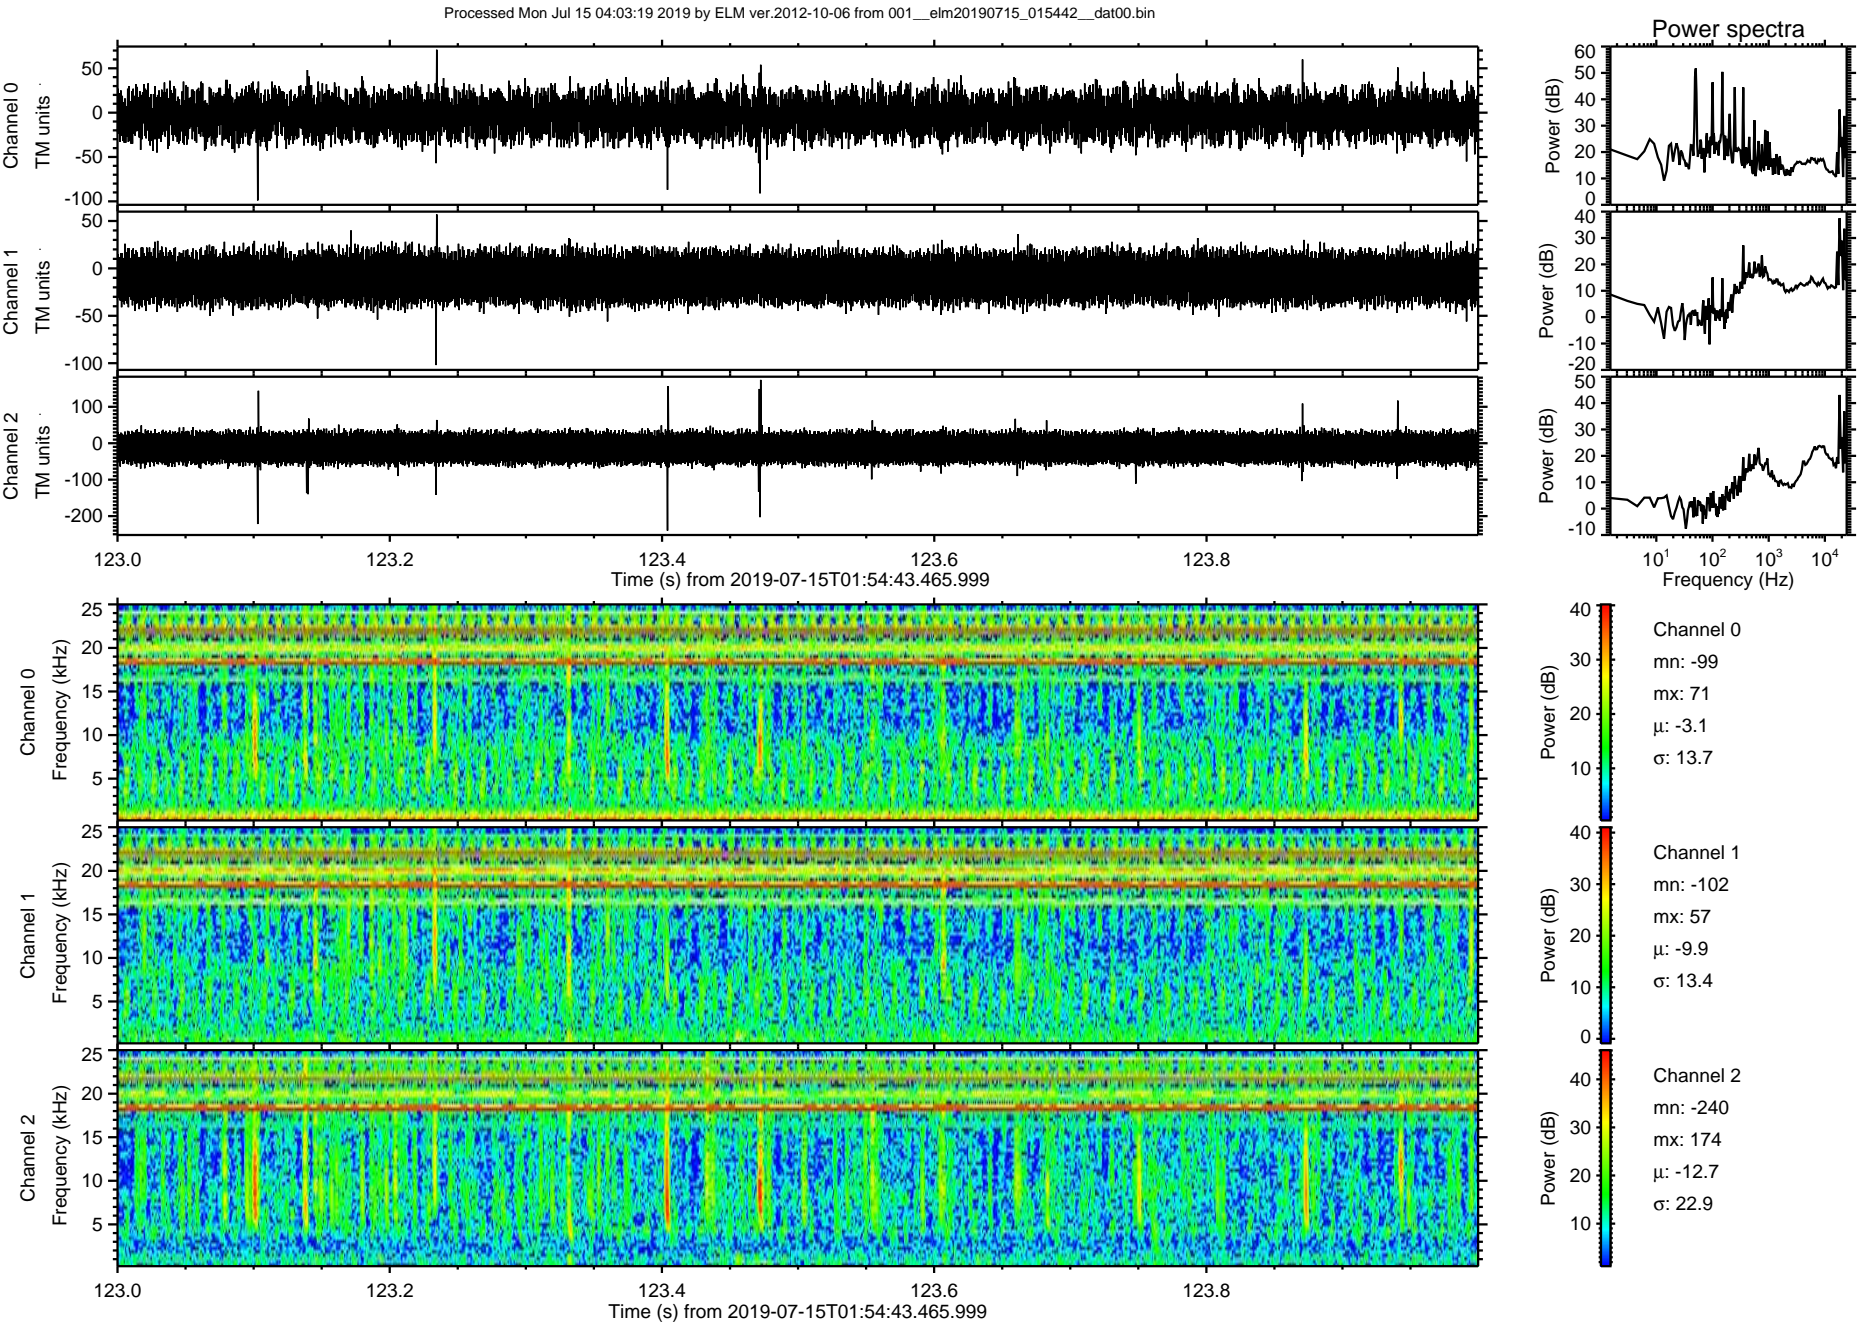 Processed Mon Jul 15 04:03:19 2019 by ELM ver.2012-10-06 from 001__elm20190715_015442__dat00.bin
Power spectra
Channel 0
TM units
50
0
-50
-100
Power (dB)
60
50
40
30
20
10
0
Channel 1
TM units
50
0
-50
-100
Power (dB)
40
30
20
10
0
-10
-20
Channel 2
TM units
100
0
-100
-200
Power (dB)
50
40
30
20
10
0
-10
123.0 123.2 123.4 123.6 123.8
Time (s) from 2019-07-15T01:54:43.465.999
10¹ 10² 10³ 10⁴
Frequency (Hz)
Channel 0
Frequency (kHz)
25
20
15
10
5
Power (dB)
40
30
20
10
Channel 0
mn: -99
mx: 71
μ: -3.1
σ: 13.7
Channel 1
Frequency (kHz)
25
20
15
10
5
Power (dB)
40
30
20
10
0
Channel 1
mn: -102
mx: 57
μ: -9.9
σ: 13.4
Channel 2
Frequency (kHz)
25
20
15
10
5
Power (dB)
40
30
20
10
Channel 2
mn: -240
mx: 174
μ: -12.7
σ: 22.9
123.0 123.2 123.4 123.6 123.8
Time (s) from 2019-07-15T01:54:43.465.999